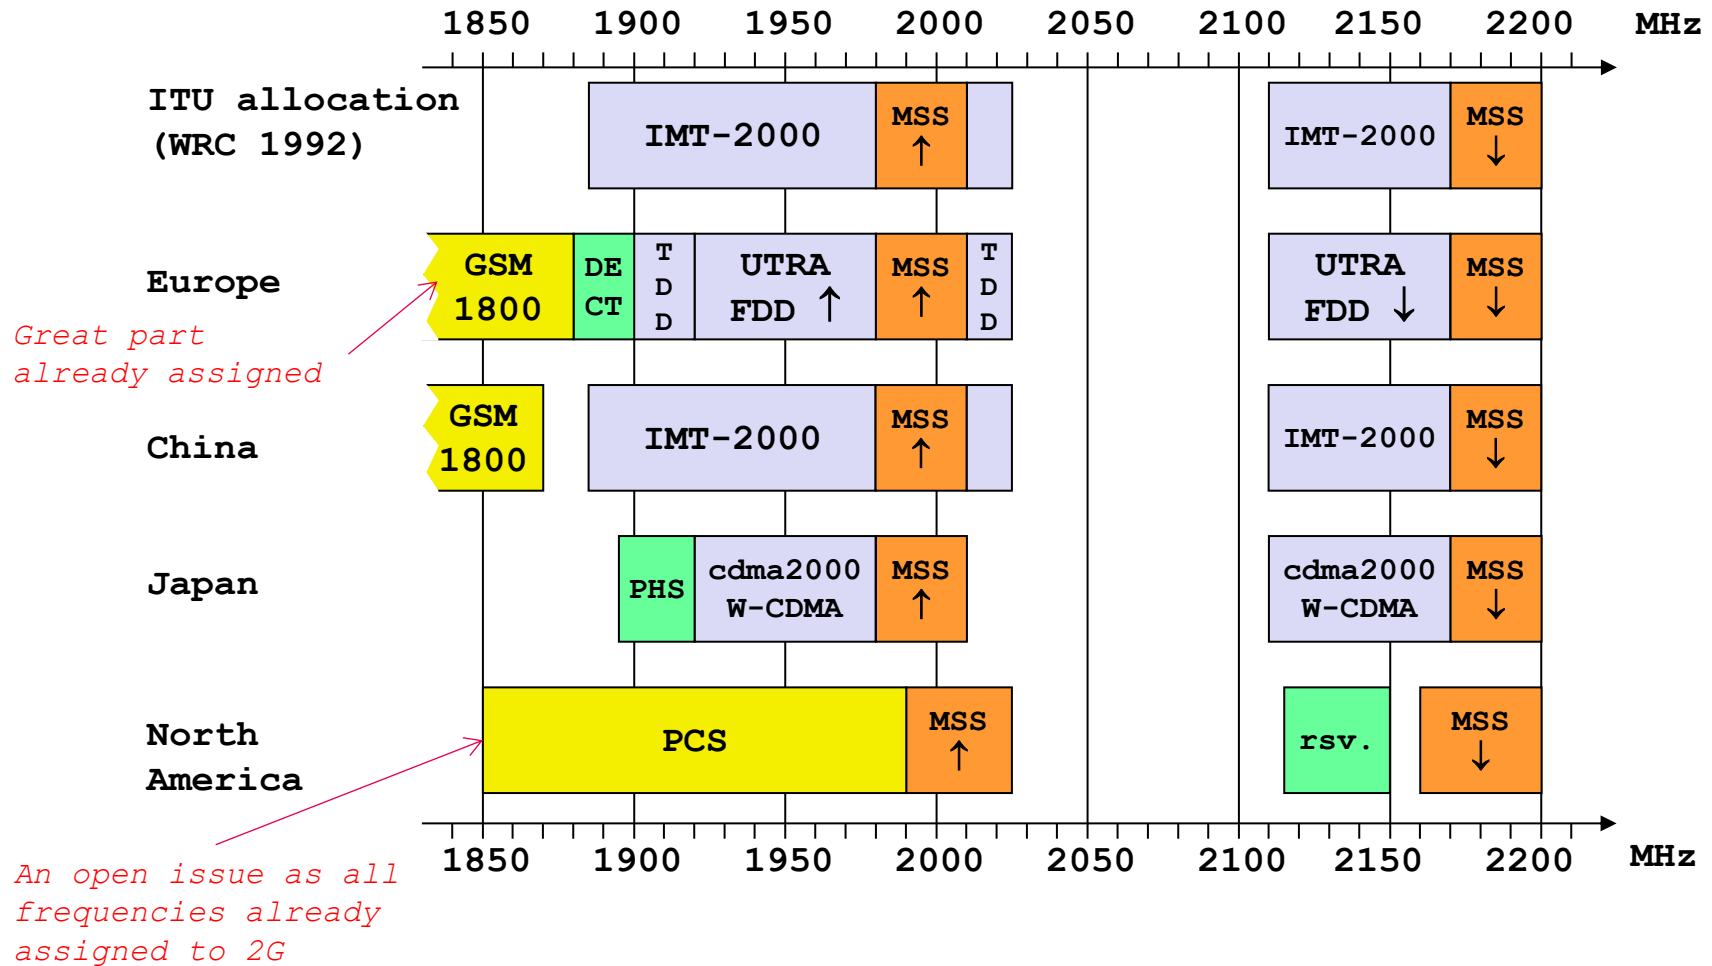 1850 1900 1950 2000 2050 2100 2150 2200 MHz
ITU allocation
(WRC 1992)
IMT-2000
MSS
↑
IMT-2000
MSS
↓
Europe
GSM
1800
DE
CT
T
D
D
UTRA
FDD ↑
MSS
↑
T
D
D
UTRA
FDD ↓
MSS
↓
Great part
already assigned
China
GSM
1800
IMT-2000
MSS
↑
IMT-2000
MSS
↓
Japan
PHS
cdma2000
W-CDMA
MSS
↑
cdma2000
W-CDMA
MSS
↓
North
America
PCS
MSS
↑
rsv.
MSS
↓
1850 1900 1950 2000 2050 2100 2150 2200 MHz
An open issue as all
frequencies already
assigned to 2G